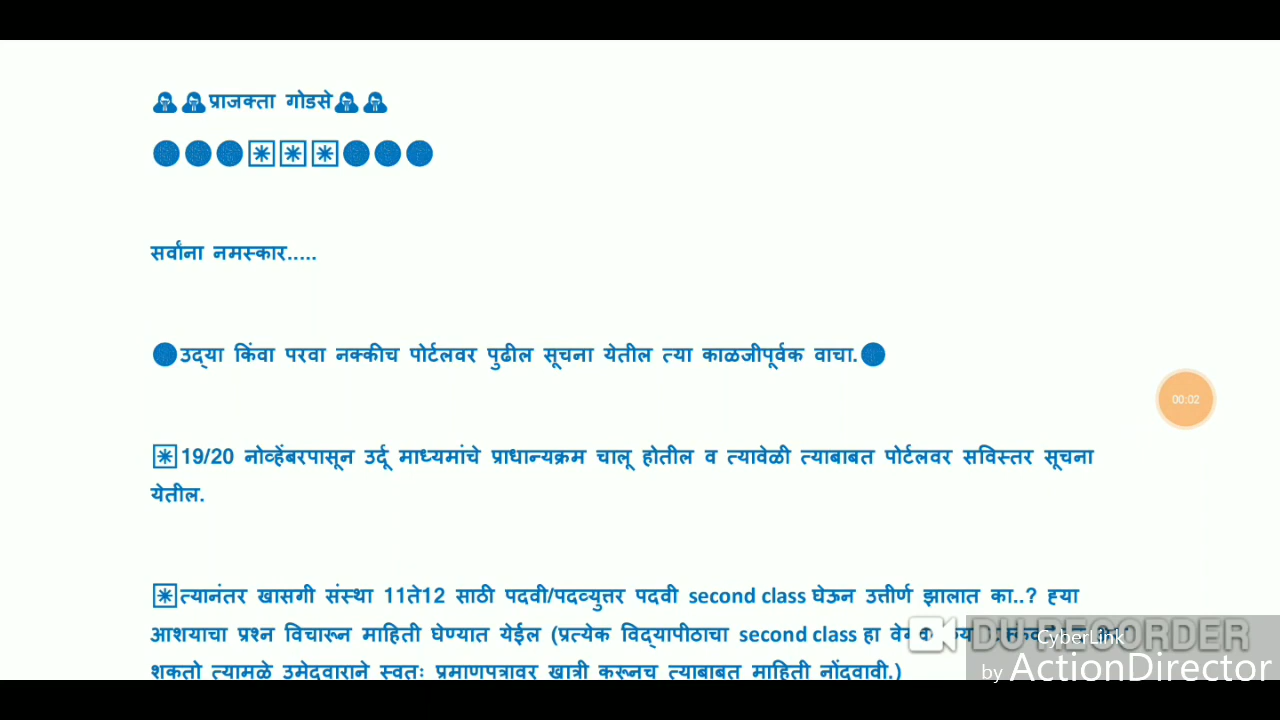 प्राजक्ता गोडसे
सर्वांना नमस्कार.....
उद्या किंवा परवा नक्कीच पोर्टलवर पुढील सूचना येतील त्या काळजीपूर्वक वाचा.
19/20 नोव्हेंबरपासून उर्दू माध्यमांचे प्राधान्यक्रम चालू होतील व त्यावेळी त्याबाबत पोर्टलवर सविस्तर सूचना
येतील.
00:02
त्यानंतर खासगी संस्था 11ते12 साठी पदवी/पदव्युत्तर पदवी second class घेऊन उत्तीर्ण झालात का..? ह्या
आशयाचा प्रश्न विचारून माहिती घेण्यात येईल (प्रत्येक विद्यापीठाचा second class हा
DU RECORDER
CyberLink
शकतो त्यामळे उमेदवाराने स्वतः प्रमाणपत्रावर खात्री करूनच त्याबाबत माहिती नोंदवावी.)
by ActionDirector